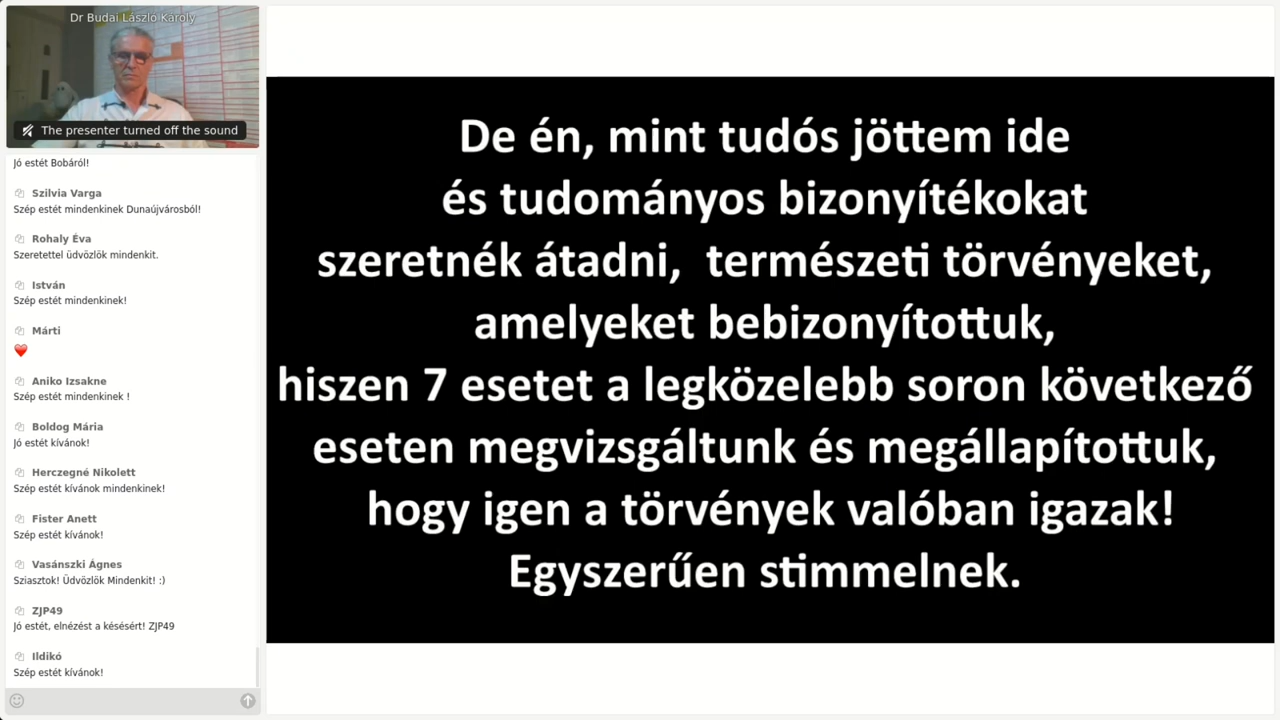 Dr Budai László Károly
The presenter turned off the sound
Jó estét Bobáról!
Szilvia Varga
Szép estét mindenkinek Dunaújvárosból!
Rohaly Éva
Szeretettel üdvözlök mindenkit.
István
Szép estét mindenkinek!
Márti
❤️
Aniko Izsakne
Szép estét mindenkinek !
Boldog Mária
Jó estét kívánok!
Herczegné Nikolett
Szép estét kívánok mindenkinek!
Fister Anett
Szép estét kívánok!
Vasánszki Ágnes
Sziasztok! Üdvözlök Mindenkit! :)
ZJP49
Jó estét, elnézést a késésért! ZJP49
Ildikó
Szép estét kívánok!
De én, mint tudós jöttem ide
és tudományos bizonyítékokat
szeretnék átadni, természeti törvényeket,
amelyeket bebizonyítottuk,
hiszen 7 esetet a legközelebb soron következő
eseten megvizsgáltunk és megállapítottuk,
hogy igen a törvények valóban igazak!
Egyszerűen stimmelnek.